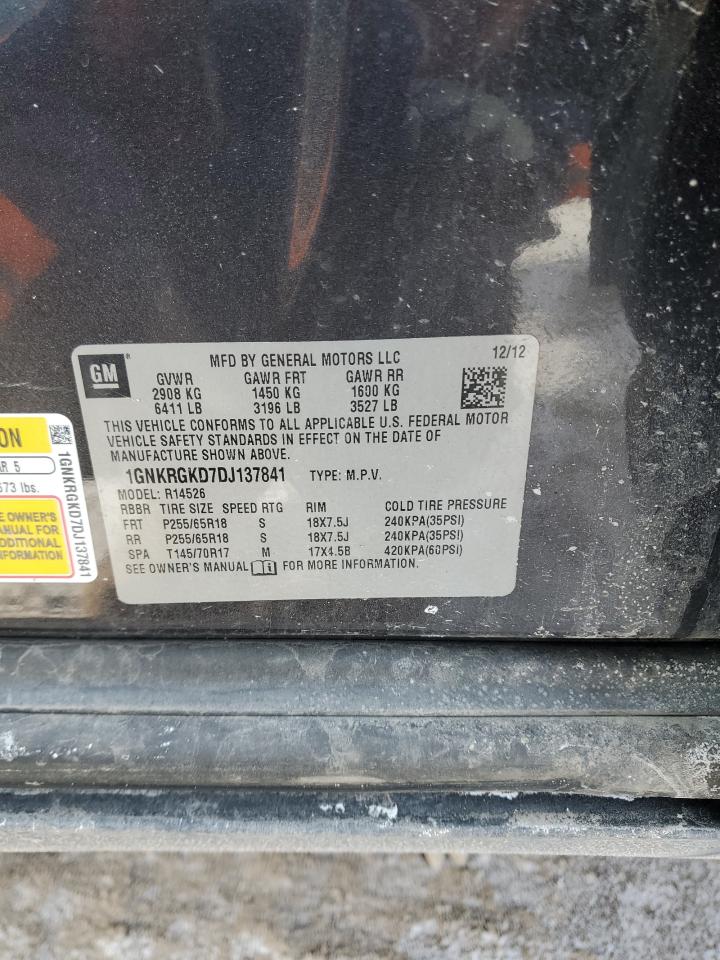 GM
®
MFD BY GENERAL MOTORS LLC 12/12
GVWR GAWR FRT GAWR RR
2908 KG 1450 KG 1600 KG
6411 LB 3196 LB 3527 LB
THIS VEHICLE CONFORMS TO ALL APPLICABLE U.S. FEDERAL MOTOR
VEHICLE SAFETY STANDARDS IN EFFECT ON THE DATE OF
MANUFACTURE SHOWN ABOVE.
1GNKRGKD7DJ137841 TYPE: M.P.V.
MODEL: R14526
RBBR TIRE SIZE SPEED RTG RIM COLD TIRE PRESSURE
FRT P255/65R18 S 18X7.5J 240KPA(35PSI)
RR P255/65R18 S 18X7.5J 240KPA(35PSI)
SPA T145/70R17 M 17X4.5B 420KPA(60PSI)
SEE OWNER'S MANUAL FOR MORE INFORMATION.
ON
AR 5
673 lbs.
E OWNER'S
ANUAL FOR
DDITIONAL
FORMATION
1GNKRGKD7DJ137841